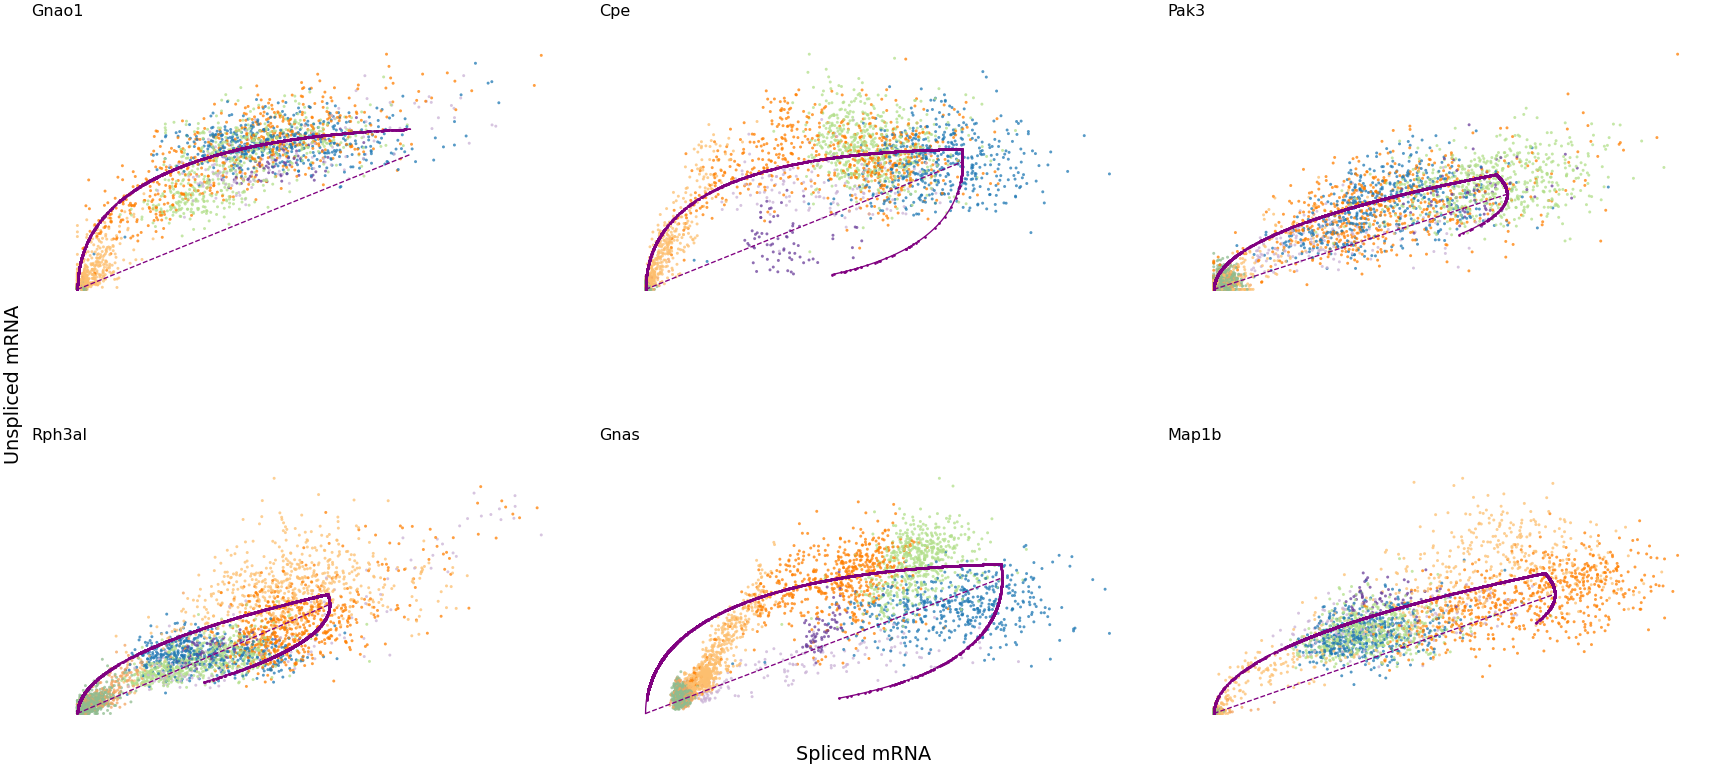 Gnao1
Cpe
Pak3
Unspliced mRNA
Rph3al
Gnas
Map1b
Spliced mRNA